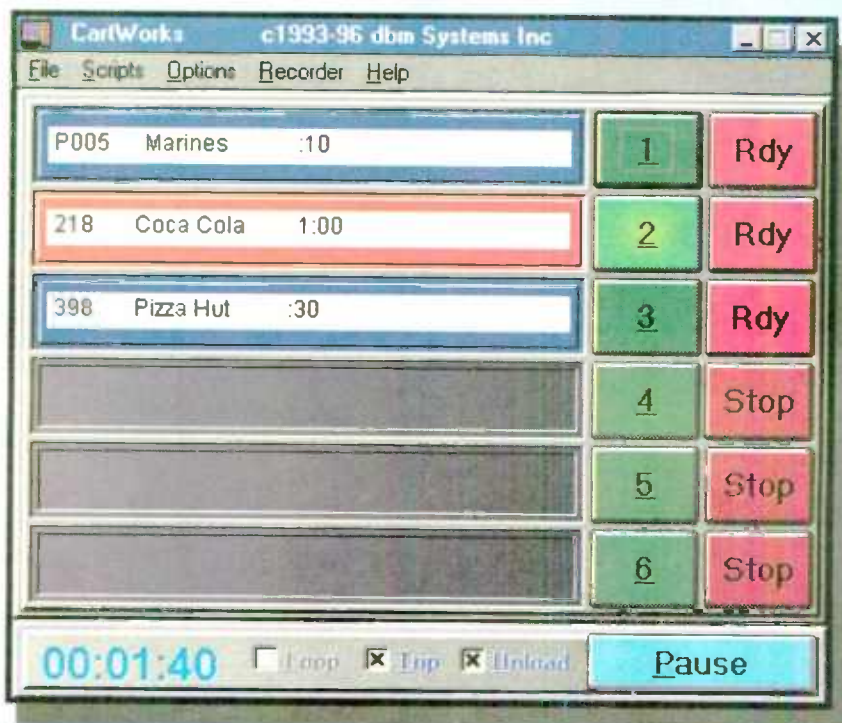 CartWorks c1993-96 dbm Systems Inc
File Scripts Options Recorder Help
P005 Marines :10 1 Rdy
218 Coca Cola 1:00 2 Rdy
398 Pizza Hut :30 3 Rdy
4 Stop
5 Stop
6 Stop
00:01:40 Loop Top Unload Pause